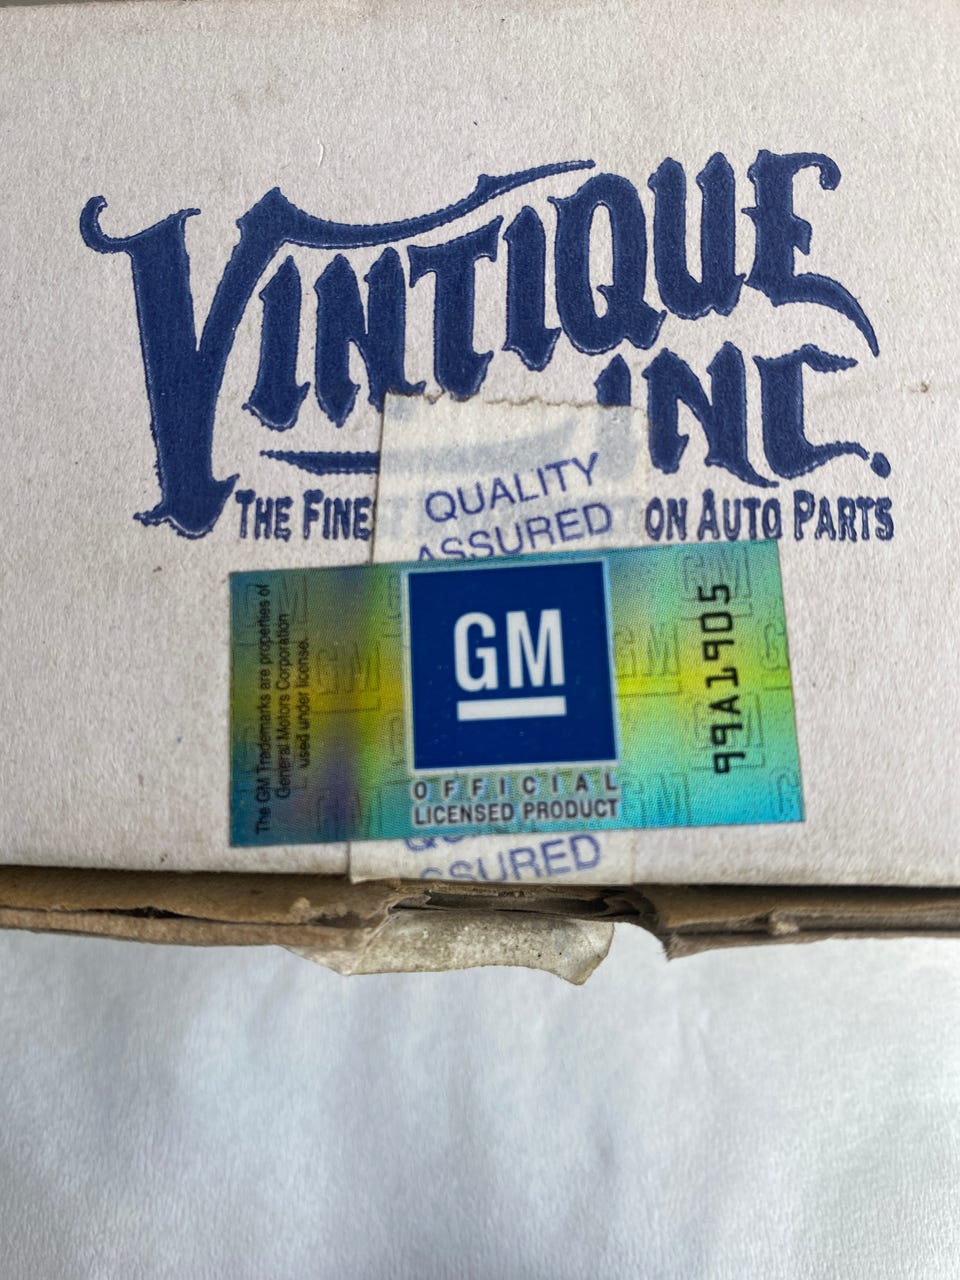 VINTIQUE
INC.
THE FINE ON AUTO PARTS
QUALITY
ASSURED
GM
OFFICIAL
LICENSED PRODUCT
The GM Trademarks are properties of
General Motors Corporation
used under license.
99A1905
ASSURED